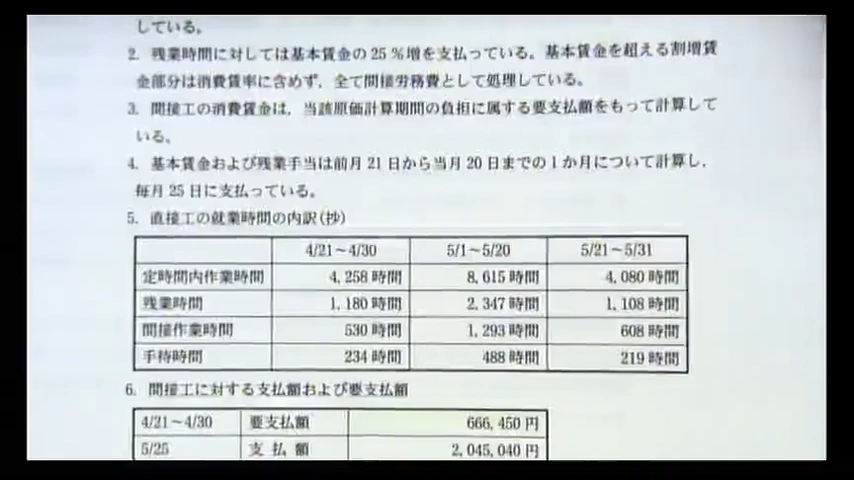 している。
2. 残業時間に対しては基本賃金の25％増を支払っている。基本賃金を超える割増賃
金部分は消費賃率に含めず，全て間接労務費として処理している。
3. 間接工の消費賃金は，当該原価計算期間の負担に属する要支払額をもって計算して
いる。
4. 基本賃金および残業手当は前月21日から当月20日までの1か月について計算し，
毎月25日に支払っている。
5. 直接工の就業時間の内訳(抄)
4/21～4/30 5/1～5/20 5/21～5/31
定時間内作業時間 4,258時間 8,615時間 4,080時間
残業時間 1,180時間 2,347時間 1,108時間
間接作業時間 530時間 1,293時間 608時間
手待時間 234時間 488時間 219時間
6. 間接工に対する支払額および要支払額
4/21～4/30 要支払額 666,450円
5/25 支払額 2,045,040円